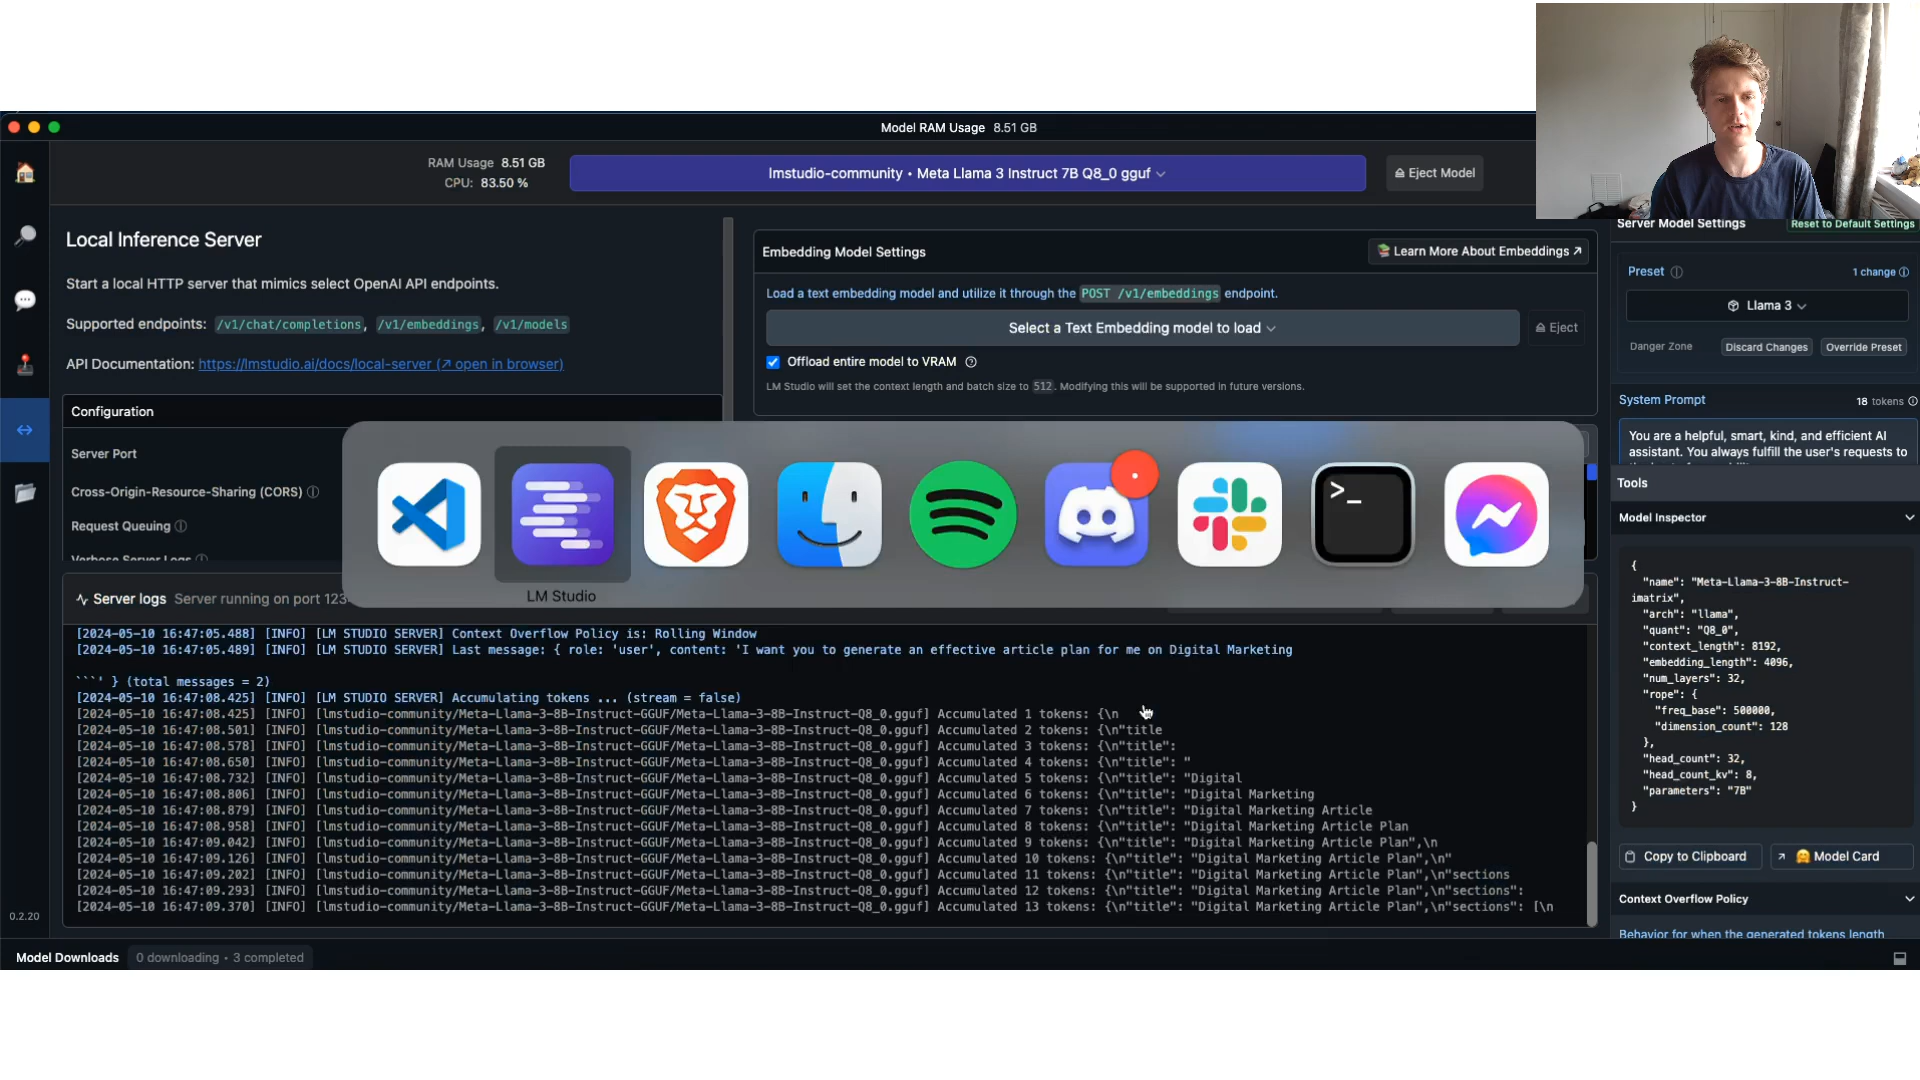 Model RAM Usage 8.51 GB
RAM Usage 8.51 GB
CPU: 83.50 %
lmstudio-community • Meta Llama 3 Instruct 7B Q8_0 gguf
Eject Model
Local Inference Server
Start a local HTTP server that mimics select OpenAI API endpoints.
Supported endpoints: /v1/chat/completions, /v1/embeddings, /v1/models
API Documentation: https://lmstudio.ai/docs/local-server (↗ open in browser)
Configuration
Server Port
Cross-Origin-Resource-Sharing (CORS)
Request Queuing
Verbose Server Logs
Embedding Model Settings
Learn More About Embeddings ↗
Load a text embedding model and utilize it through the POST /v1/embeddings endpoint.
Select a Text Embedding model to load
Eject
Offload entire model to VRAM
LM Studio will set the context length and batch size to 512. Modifying this will be supported in future versions.
>_
LM Studio
Server logs Server running on port 123
[2024-05-10 16:47:05.488] [INFO] [LM STUDIO SERVER] Context Overflow Policy is: Rolling Window
[2024-05-10 16:47:05.489] [INFO] [LM STUDIO SERVER] Last message: { role: 'user', content: 'I want you to generate an effective article plan for me on Digital Marketing
```' } (total messages = 2)
[2024-05-10 16:47:08.425] [INFO] [LM STUDIO SERVER] Accumulating tokens ... (stream = false)
[2024-05-10 16:47:08.425] [INFO] [lmstudio-community/Meta-Llama-3-8B-Instruct-GGUF/Meta-Llama-3-8B-Instruct-Q8_0.gguf] Accumulated 1 tokens: {\n
[2024-05-10 16:47:08.501] [INFO] [lmstudio-community/Meta-Llama-3-8B-Instruct-GGUF/Meta-Llama-3-8B-Instruct-Q8_0.gguf] Accumulated 2 tokens: {\n"title
[2024-05-10 16:47:08.578] [INFO] [lmstudio-community/Meta-Llama-3-8B-Instruct-GGUF/Meta-Llama-3-8B-Instruct-Q8_0.gguf] Accumulated 3 tokens: {\n"title":
[2024-05-10 16:47:08.650] [INFO] [lmstudio-community/Meta-Llama-3-8B-Instruct-GGUF/Meta-Llama-3-8B-Instruct-Q8_0.gguf] Accumulated 4 tokens: {\n"title": "
[2024-05-10 16:47:08.732] [INFO] [lmstudio-community/Meta-Llama-3-8B-Instruct-GGUF/Meta-Llama-3-8B-Instruct-Q8_0.gguf] Accumulated 5 tokens: {\n"title": "Digital
[2024-05-10 16:47:08.806] [INFO] [lmstudio-community/Meta-Llama-3-8B-Instruct-GGUF/Meta-Llama-3-8B-Instruct-Q8_0.gguf] Accumulated 6 tokens: {\n"title": "Digital Marketing
[2024-05-10 16:47:08.879] [INFO] [lmstudio-community/Meta-Llama-3-8B-Instruct-GGUF/Meta-Llama-3-8B-Instruct-Q8_0.gguf] Accumulated 7 tokens: {\n"title": "Digital Marketing Article
[2024-05-10 16:47:08.958] [INFO] [lmstudio-community/Meta-Llama-3-8B-Instruct-GGUF/Meta-Llama-3-8B-Instruct-Q8_0.gguf] Accumulated 8 tokens: {\n"title": "Digital Marketing Article Plan
[2024-05-10 16:47:09.042] [INFO] [lmstudio-community/Meta-Llama-3-8B-Instruct-GGUF/Meta-Llama-3-8B-Instruct-Q8_0.gguf] Accumulated 9 tokens: {\n"title": "Digital Marketing Article Plan",\n
[2024-05-10 16:47:09.126] [INFO] [lmstudio-community/Meta-Llama-3-8B-Instruct-GGUF/Meta-Llama-3-8B-Instruct-Q8_0.gguf] Accumulated 10 tokens: {\n"title": "Digital Marketing Article Plan",\n"
[2024-05-10 16:47:09.202] [INFO] [lmstudio-community/Meta-Llama-3-8B-Instruct-GGUF/Meta-Llama-3-8B-Instruct-Q8_0.gguf] Accumulated 11 tokens: {\n"title": "Digital Marketing Article Plan",\n"sections
[2024-05-10 16:47:09.293] [INFO] [lmstudio-community/Meta-Llama-3-8B-Instruct-GGUF/Meta-Llama-3-8B-Instruct-Q8_0.gguf] Accumulated 12 tokens: {\n"title": "Digital Marketing Article Plan",\n"sections":
[2024-05-10 16:47:09.370] [INFO] [lmstudio-community/Meta-Llama-3-8B-Instruct-GGUF/Meta-Llama-3-8B-Instruct-Q8_0.gguf] Accumulated 13 tokens: {\n"title": "Digital Marketing Article Plan",\n"sections": [\n
0.2.20
Model Downloads 0 downloading • 3 completed
Server Model Settings
Reset to Default Settings
Preset
1 change
Llama 3
Danger Zone
Discard Changes
Override Preset
System Prompt
18 tokens
You are a helpful, smart, kind, and efficient AI
assistant. You always fulfill the user's requests to
Tools
Model Inspector
{
"name": "Meta-Llama-3-8B-Instruct-
imatrix",
"arch": "llama",
"quant": "Q8_0",
"context_length": 8192,
"embedding_length": 4096,
"num_layers": 32,
"rope": {
"freq_base": 500000,
"dimension_count": 128
},
"head_count": 32,
"head_count_kv": 8,
"parameters": "7B"
}
Copy to Clipboard
↗ Model Card
Context Overflow Policy
Behavior for when the generated tokens length